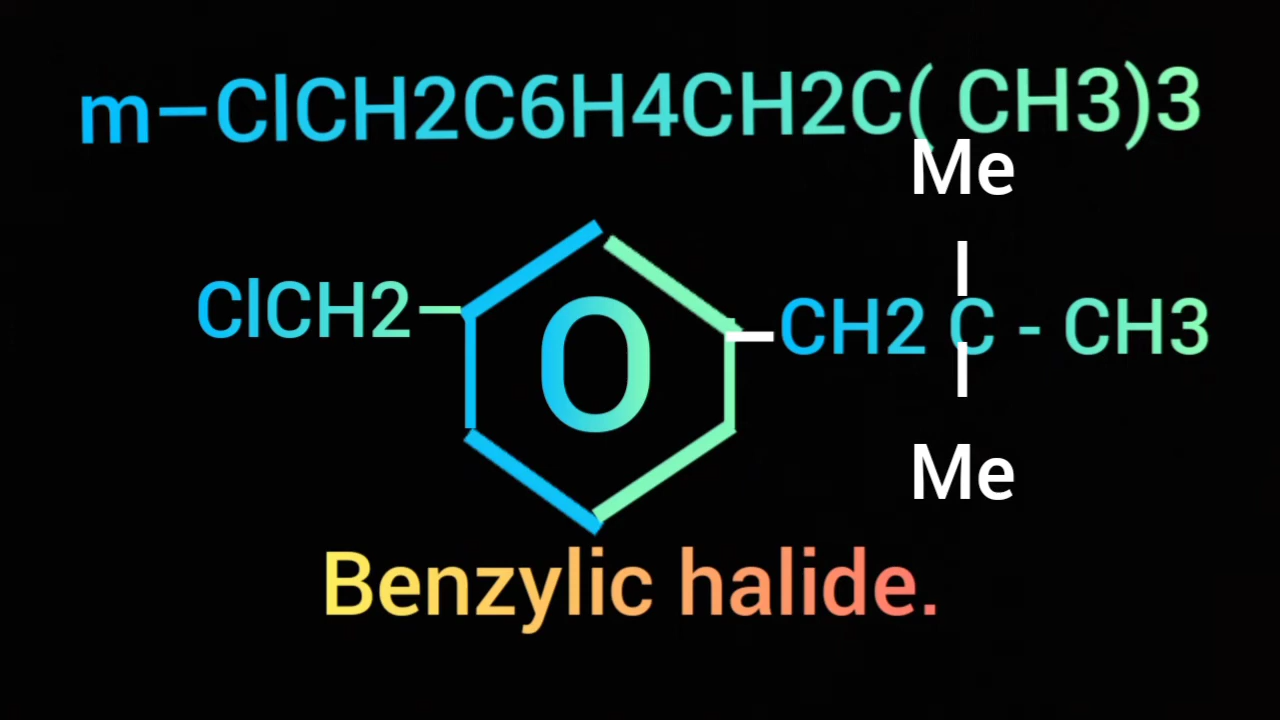 m–ClCH2C6H4CH2C( CH3)3
Me
ClCH2– O –CH2 C - CH3
Me
Benzylic halide.